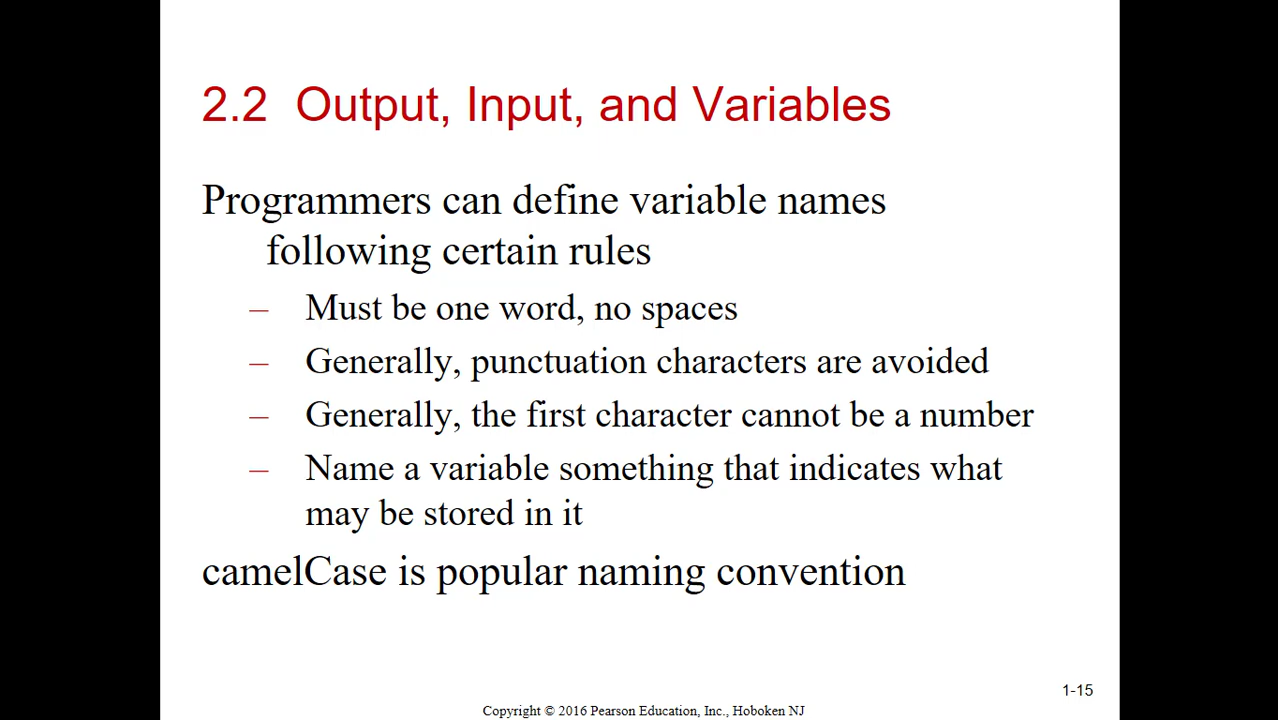 2.2 Output, Input, and Variables
Programmers can define variable names
following certain rules
– Must be one word, no spaces
– Generally, punctuation characters are avoided
– Generally, the first character cannot be a number
– Name a variable something that indicates what
may be stored in it
camelCase is popular naming convention
1-15
Copyright © 2016 Pearson Education, Inc., Hoboken NJ